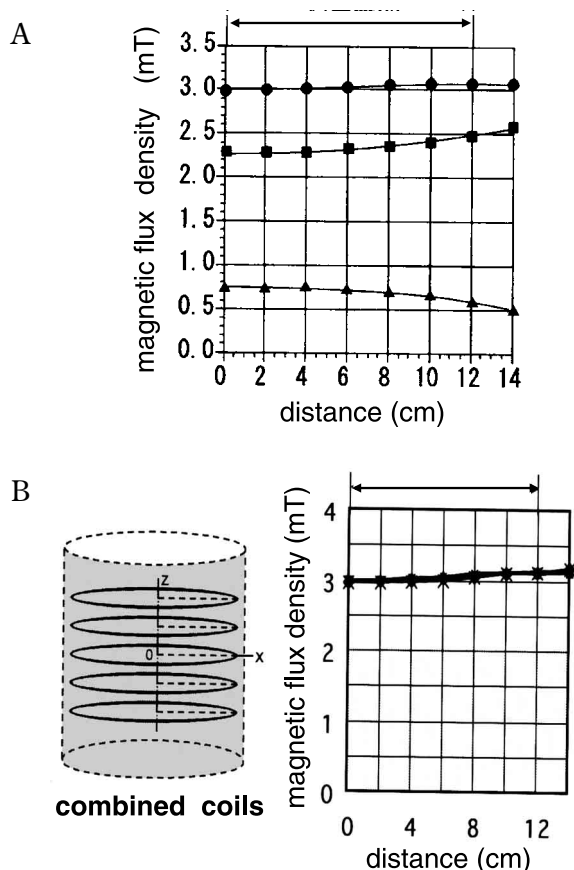 A
magnetic flux density (mT)
3.5
3.0
2.5
2.0
1.5
1.0
0.5
0.0
0 2 4 6 8 10 12 14
distance (cm)
B
z
0
x
combined coils
magnetic flux density (mT)
4
3
2
1
0
0 4 8 12
distance (cm)